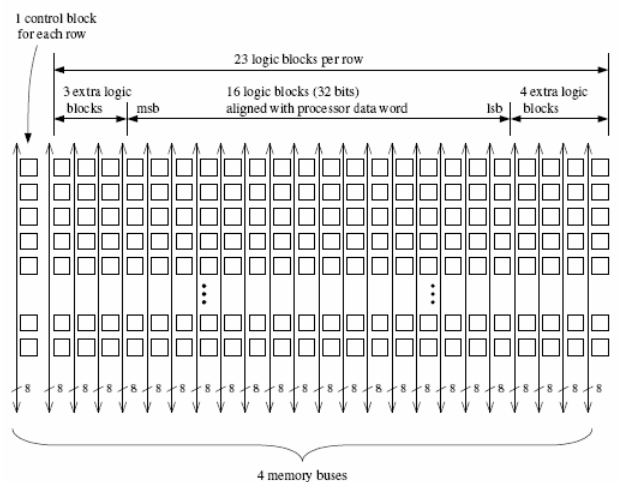 1 control block
for each row
23 logic blocks per row
3 extra logic
blocks
msb
16 logic blocks (32 bits)
aligned with processor data word
lsb
4 extra logic
blocks
8 8 8 8 8 8 8 8 8 8 8 8 8 8 8 8 8 8 8 8 8 8 8 8
4 memory buses